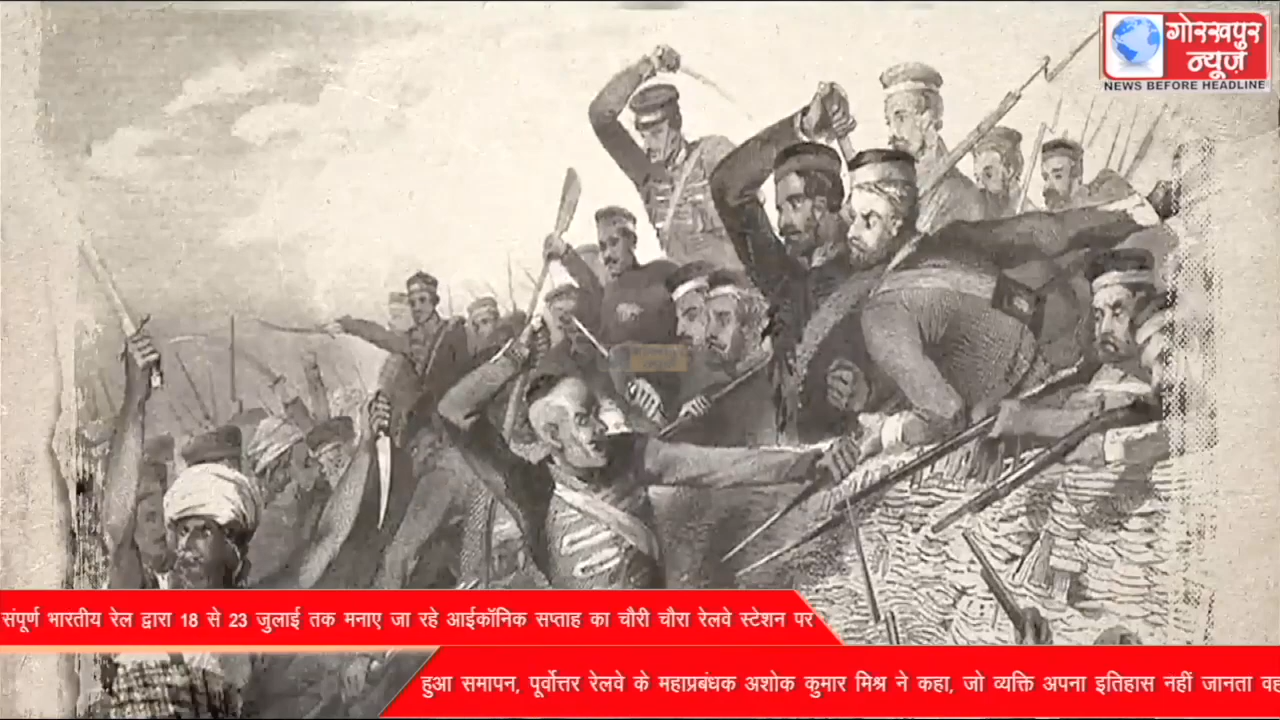 गोरखपुर
न्यूज़
NEWS BEFORE HEADLINE
संपूर्ण भारतीय रेल द्वारा 18 से 23 जुलाई तक मनाए जा रहे आईकॉनिक सप्ताह का चौरी चौरा रेलवे स्टेशन पर
हुआ समापन, पूर्वोत्तर रेलवे के महाप्रबंधक अशोक कुमार मिश्र ने कहा, जो व्यक्ति अपना इतिहास नहीं जानता वह